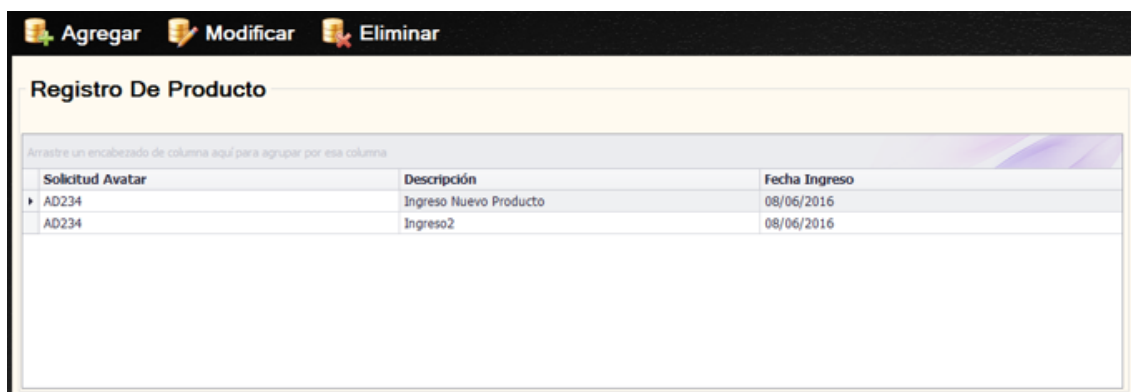 Agregar Modificar Eliminar
Registro De Producto
Arrastre un encabezado de columna aquí para agrupar por esa columna
Solicitud Avatar Descripción Fecha Ingreso
AD234 Ingreso Nuevo Producto 08/06/2016
AD234 Ingreso2 08/06/2016